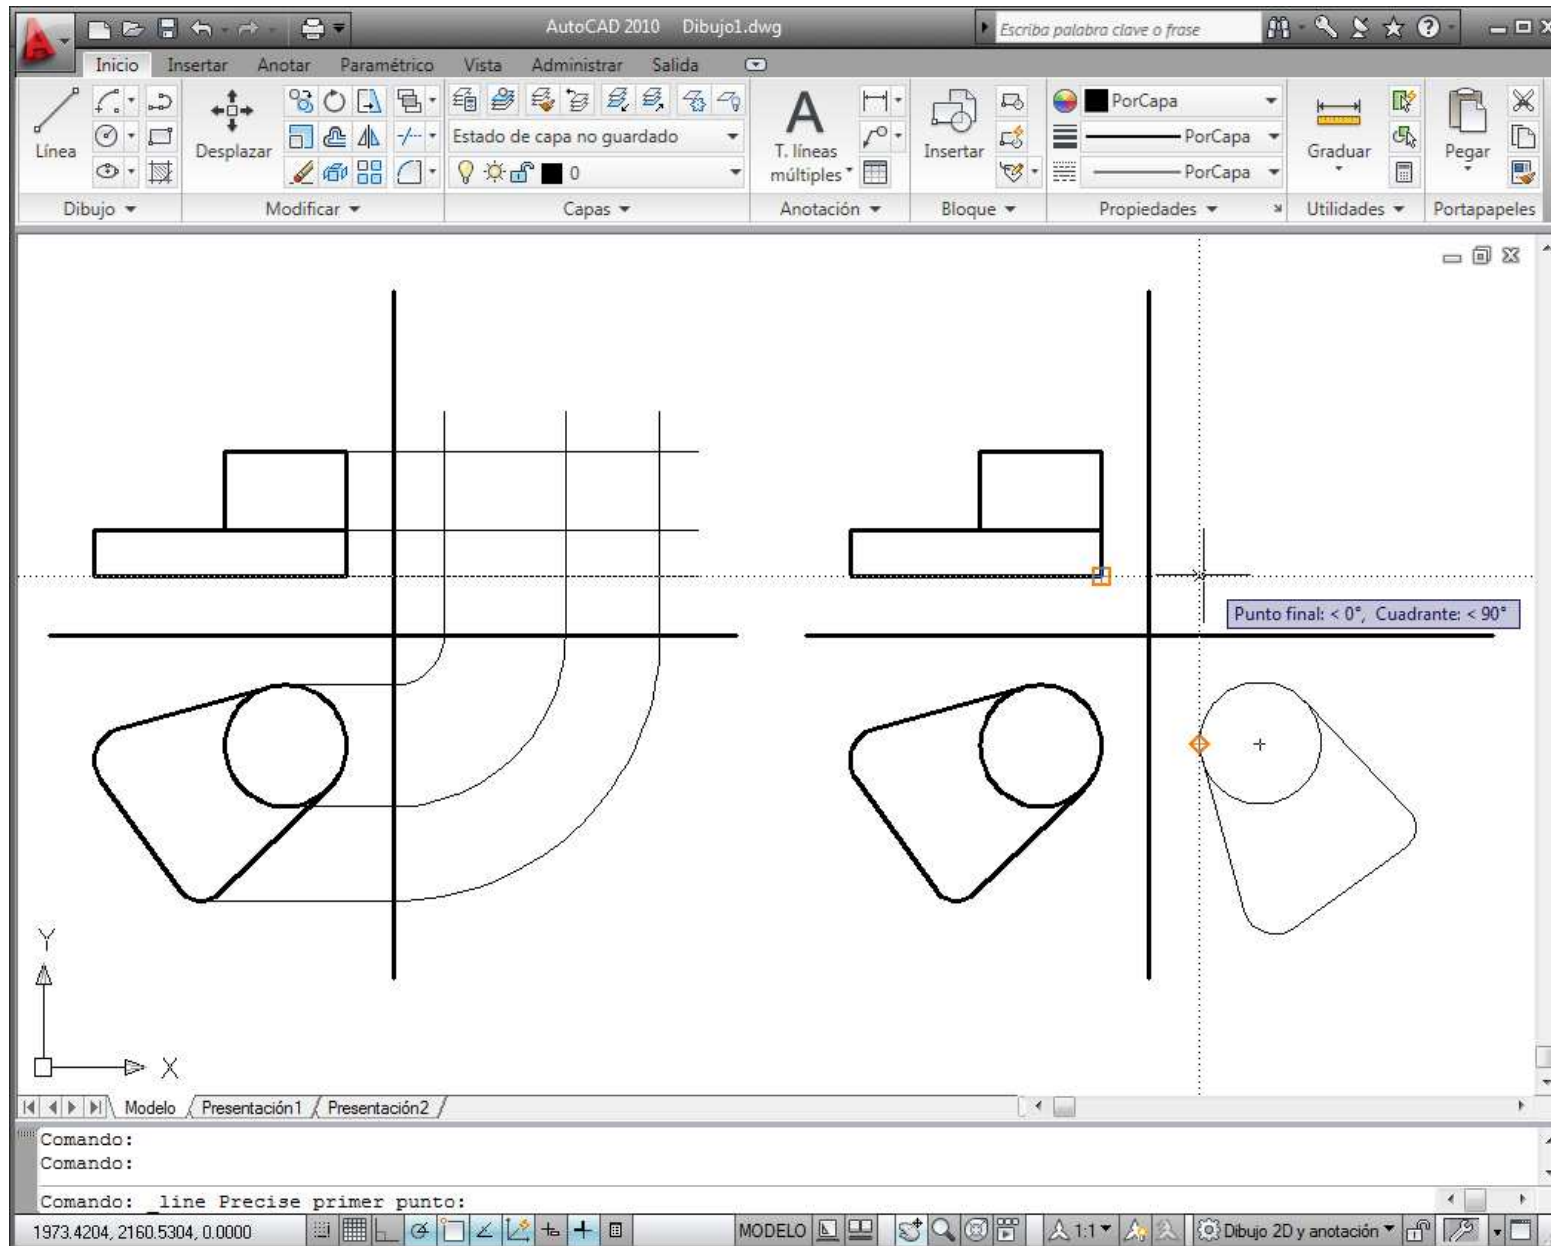 AutoCAD 2010 Dibujo1.dwg
Escriba palabra clave o frase
Inicio Insertar Anotar Paramétrico Vista Administrar Salida
PorCapa
Estado de capa no guardado
PorCapa
Línea Desplazar T. líneas múltiples Insertar Graduar Pegar
0
PorCapa
Dibujo Modificar Capas Anotación Bloque Propiedades Utilidades Portapapeles
Punto final: < 0°, Cuadrante: < 90°
Y
X
Modelo Presentación1 Presentación2
Comando:
Comando:
Comando: _line Precise primer punto:
1973.4204, 2160.5304, 0.0000 MODELO 1:1 Dibujo 2D y anotación